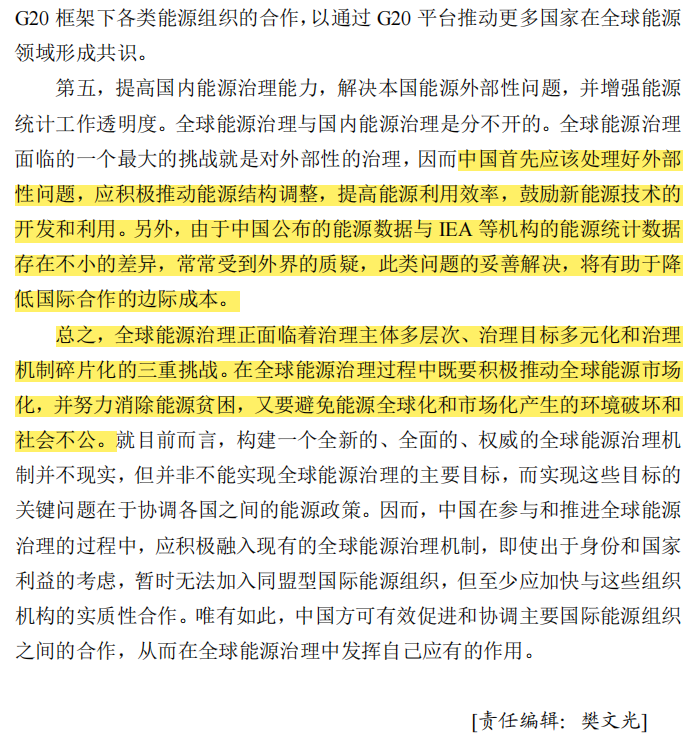 G20 框架下各类能源组织的合作，以通过 G20 平台推动更多国家在全球能源
领域形成共识。
第五，提高国内能源治理能力，解决本国能源外部性问题，并增强能源
统计工作透明度。全球能源治理与国内能源治理是分不开的。全球能源治理
面临的一个最大的挑战就是对外部性的治理，因而中国首先应该处理好外部
性问题，应积极推动能源结构调整，提高能源利用效率，鼓励新能源技术的
开发和利用。另外，由于中国公布的能源数据与 IEA 等机构的能源统计数据
存在不小的差异，常常受到外界的质疑，此类问题的妥善解决，将有助于降
低国际合作的边际成本。
总之，全球能源治理正面临着治理主体多层次、治理目标多元化和治理
机制碎片化的三重挑战。在全球能源治理过程中既要积极推动全球能源市场
化，并努力消除能源贫困，又要避免能源全球化和市场化产生的环境破坏和
社会不公。就目前而言，构建一个全新的、全面的、权威的全球能源治理机
制并不现实，但并非不能实现全球能源治理的主要目标，而实现这些目标的
关键问题在于协调各国之间的能源政策。因而，中国在参与和推进全球能源
治理的过程中，应积极融入现有的全球能源治理机制，即使出于身份和国家
利益的考虑，暂时无法加入同盟型国际能源组织，但至少应加快与这些组织
机构的实质性合作。唯有如此，中国方可有效促进和协调主要国际能源组织
之间的合作，从而在全球能源治理中发挥自己应有的作用。
[责任编辑：樊文光]